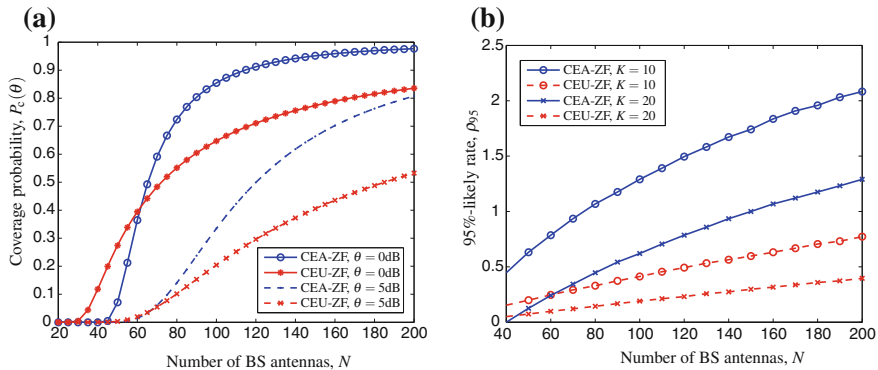 (a)
Coverage probability, P_c(θ)
1
0.9
0.8
0.7
0.6
0.5
0.4
0.3
0.2
0.1
0
20 40 60 80 100 120 140 160 180 200
Number of BS antennas, N
CEA-ZF, θ = 0dB
CEU-ZF, θ = 0dB
CEA-ZF, θ = 5dB
CEU-ZF, θ = 5dB
(b)
95%-likely rate, ρ_95
2.5
2
1.5
1
0.5
0
40 60 80 100 120 140 160 180 200
Number of BS antennas, N
CEA-ZF, K = 10
CEU-ZF, K = 10
CEA-ZF, K = 20
CEU-ZF, K = 20